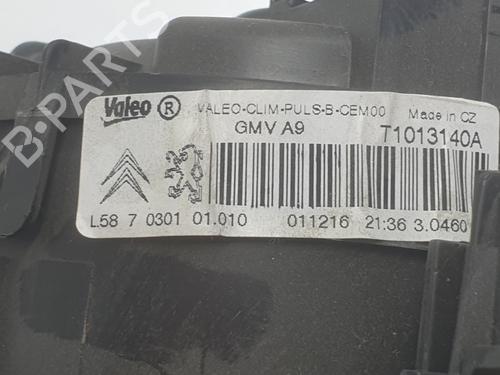 Valeo ® VALEO-CLIM-PULS-B-CEM00 Made in CZ
GMV A9 T1013140A
L58 7 0301 01.010 011216 21:36 3.0460